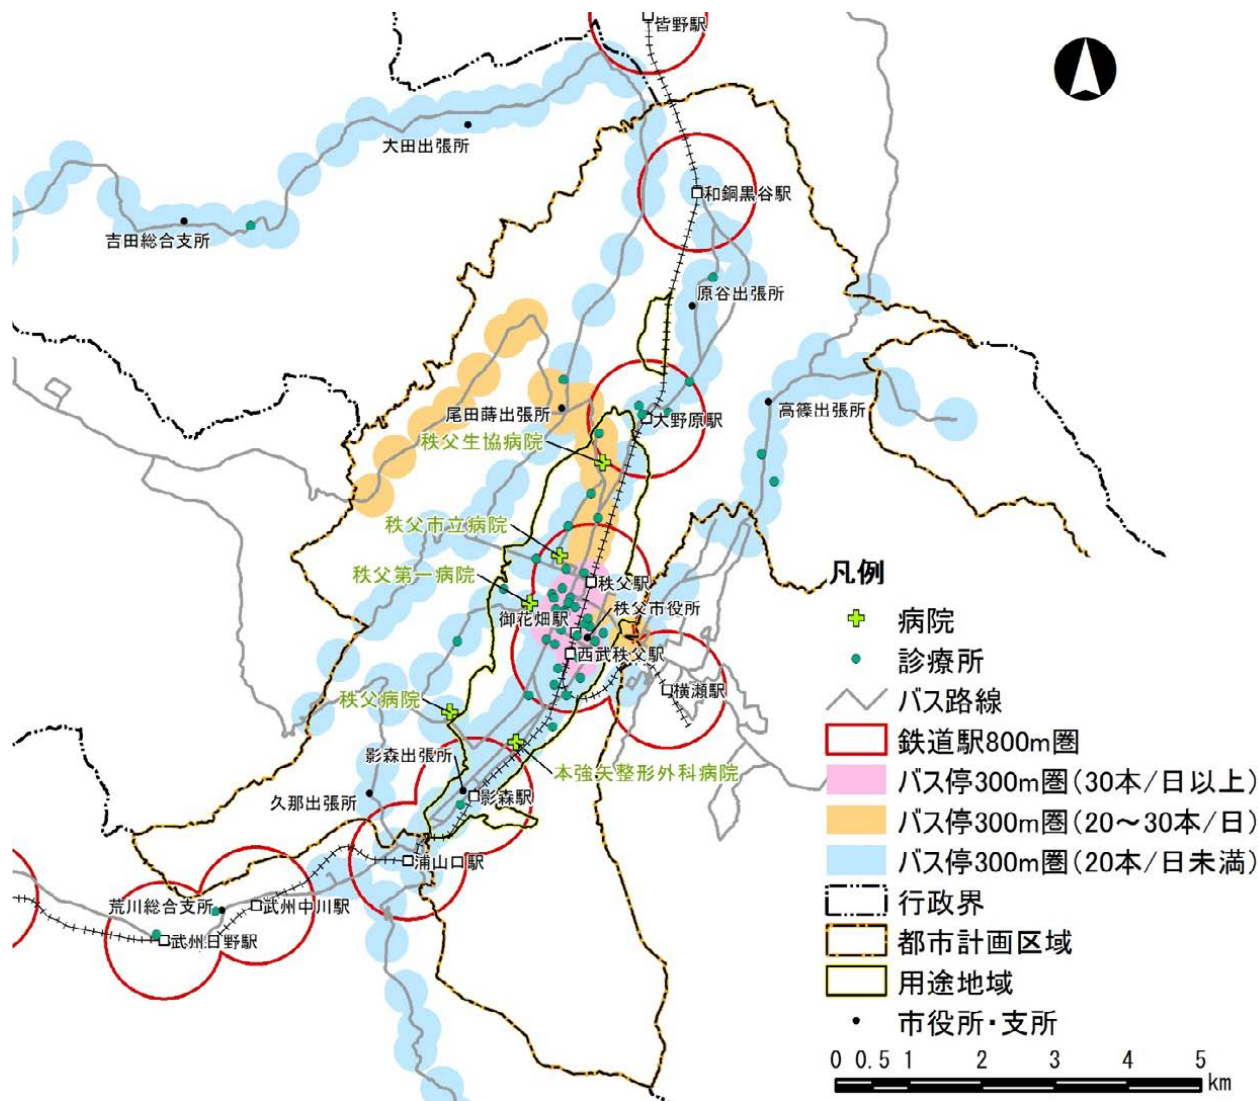 皆野駅
大田出張所
和銅黒谷駅
吉田総合支所
原谷出張所
尾田蒔出張所
大野原駅
高篠出張所
秩父生協病院
秩父市立病院
秩父第一病院
秩父駅
御花畑駅
秩父市役所
西武秩父駅
横瀬駅
秩父病院
影森出張所
本強矢整形外科病院
久那出張所
影森駅
浦山口駅
荒川総合支所
武州中川駅
武州日野駅
凡例
病院
診療所
バス路線
鉄道駅800m圏
バス停300m圏(30本/日以上)
バス停300m圏(20～30本/日)
バス停300m圏(20本/日未満)
行政界
都市計画区域
用途地域
市役所・支所
0 0.5 1 2 3 4 5
km